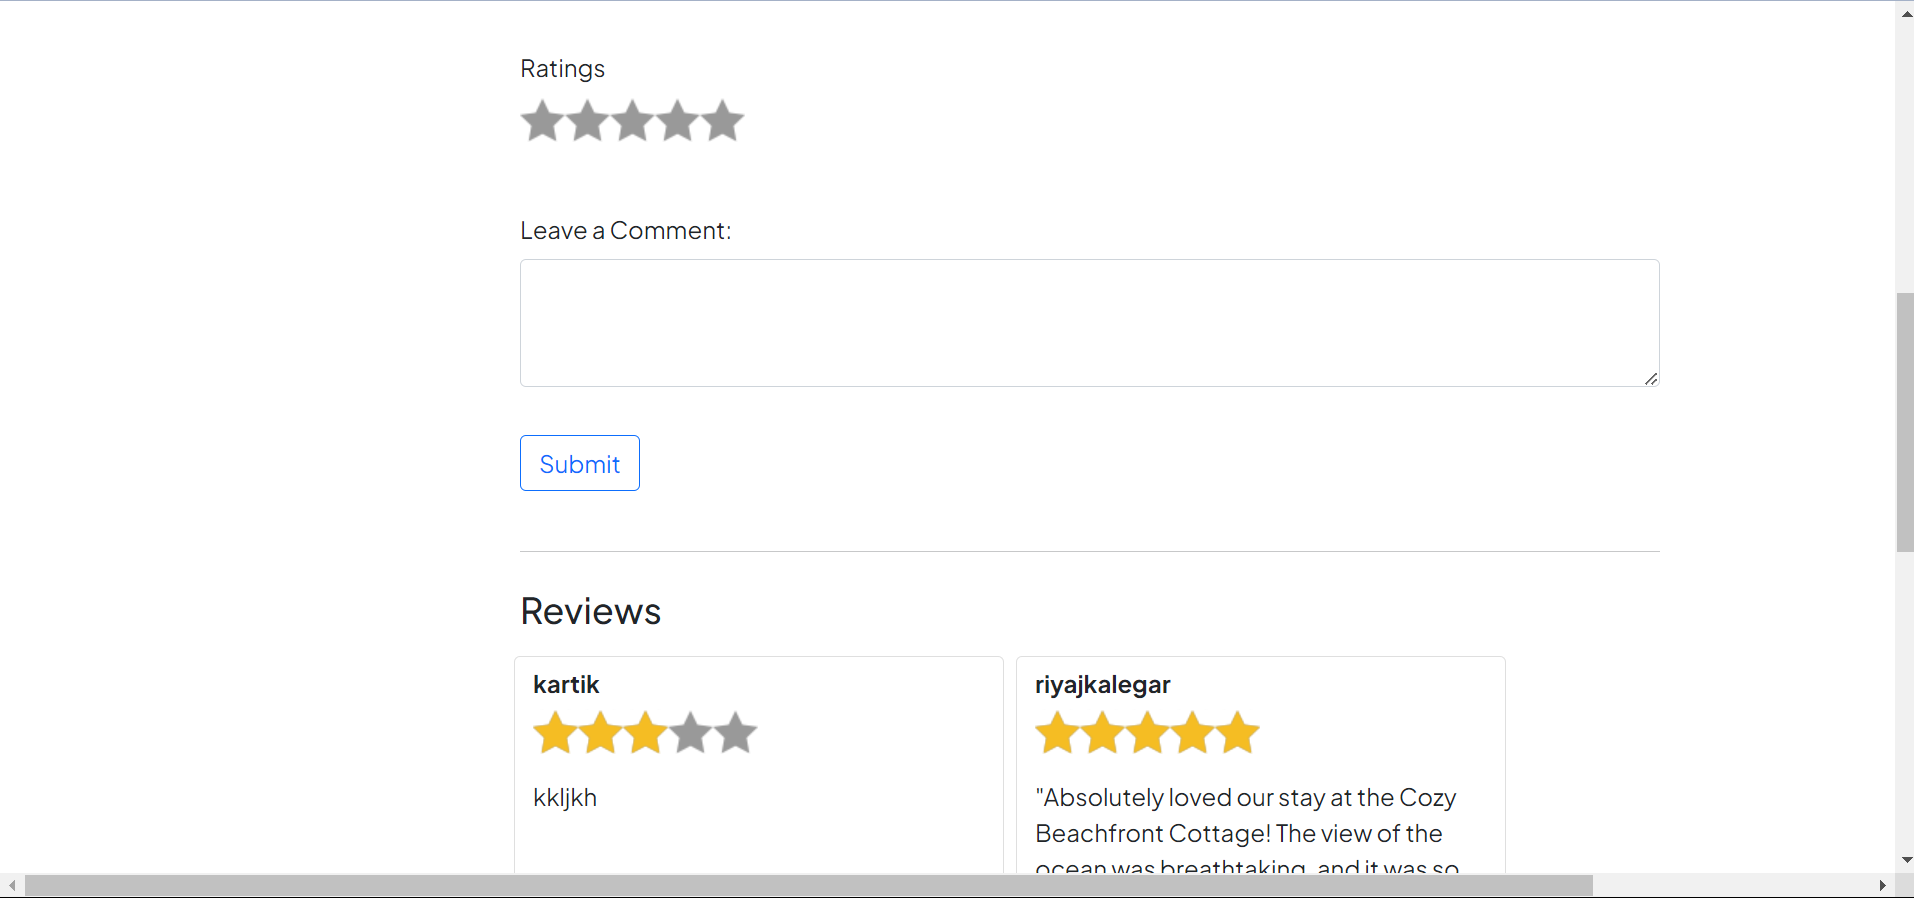 Ratings
Leave a Comment:
Submit
Reviews
kartik
kkljkh
riyajkalegar
"Absolutely loved our stay at the Cozy
Beachfront Cottage! The view of the
ocean was breathtaking, and it was so